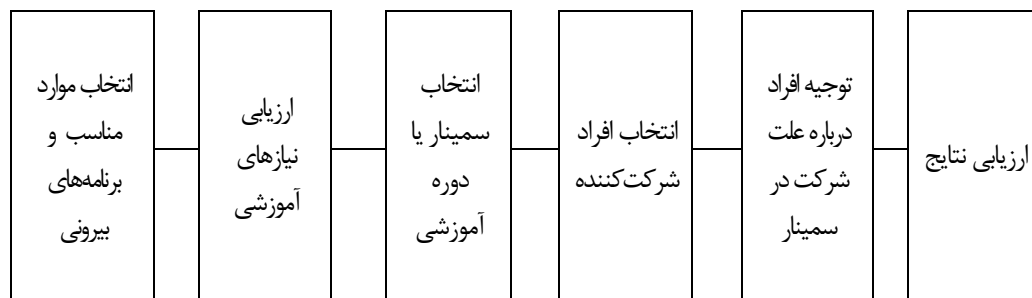 انتخاب موارد
مناسب و
برنامه‌های
بیرونی
ارزیابی
نیازهای
آموزشی
انتخاب
سمینار یا
دوره
آموزشی
انتخاب افراد
شرکت‌کننده
توجیه افراد
درباره علت
شرکت در
سمینار
ارزیابی نتایج